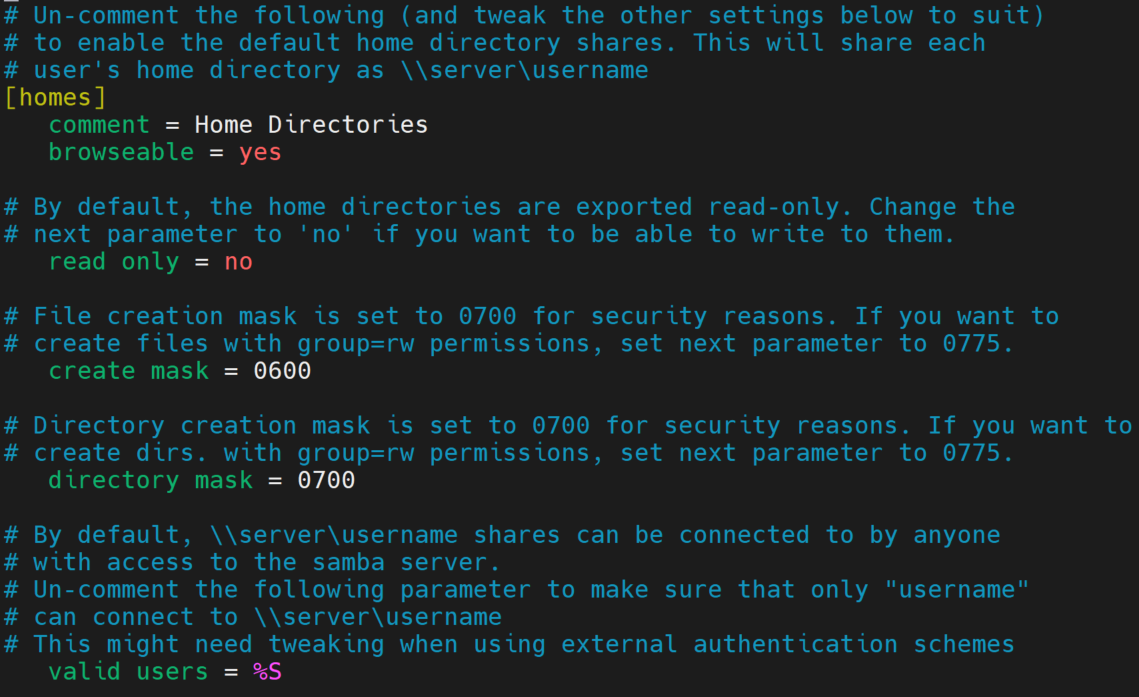 # Un-comment the following (and tweak the other settings below to suit)
# to enable the default home directory shares. This will share each
# user's home directory as \\server\username
[homes]
   comment = Home Directories
   browseable = yes

# By default, the home directories are exported read-only. Change the
# next parameter to 'no' if you want to be able to write to them.
   read only = no

# File creation mask is set to 0700 for security reasons. If you want to
# create files with group=rw permissions, set next parameter to 0775.
   create mask = 0600

# Directory creation mask is set to 0700 for security reasons. If you want to
# create dirs. with group=rw permissions, set next parameter to 0775.
   directory mask = 0700

# By default, \\server\username shares can be connected to by anyone
# with access to the samba server.
# Un-comment the following parameter to make sure that only "username"
# can connect to \\server\username
# This might need tweaking when using external authentication schemes
   valid users = %S